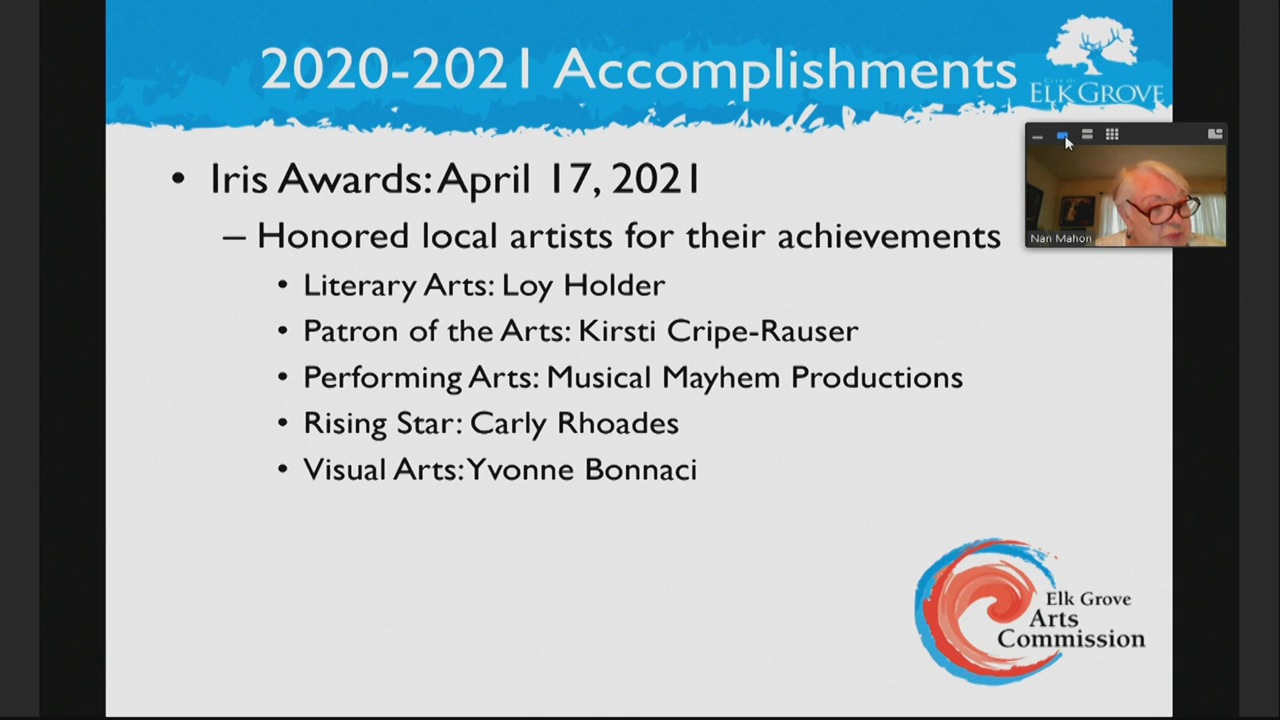 2020-2021 Accomplishments
CITY OF
ELK GROVE
• Iris Awards: April 17, 2021
– Honored local artists for their achievements
• Literary Arts: Loy Holder
• Patron of the Arts: Kirsti Cripe-Rauser
• Performing Arts: Musical Mayhem Productions
• Rising Star: Carly Rhoades
• Visual Arts: Yvonne Bonnaci
Nan Mahon
Elk Grove
Arts
Commission